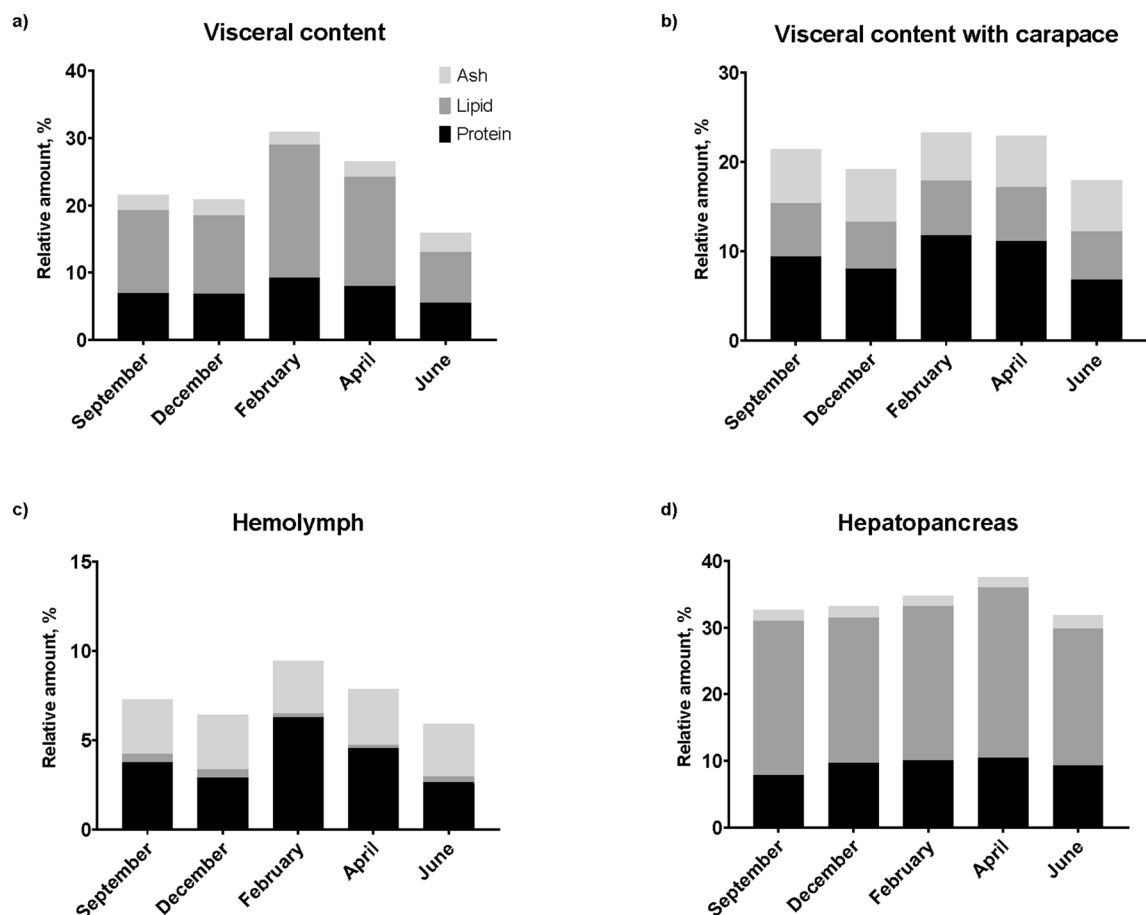 a)
Visceral content
Relative amount, %
40
30
20
10
0
Ash
Lipid
Protein
September
December
February
April
June
b)
Visceral content with carapace
Relative amount, %
30
20
10
0
September
December
February
April
June
c)
Hemolymph
Relative amount, %
15
10
5
0
September
December
February
April
June
d)
Hepatopancreas
Relative amount, %
40
30
20
10
0
September
December
February
April
June